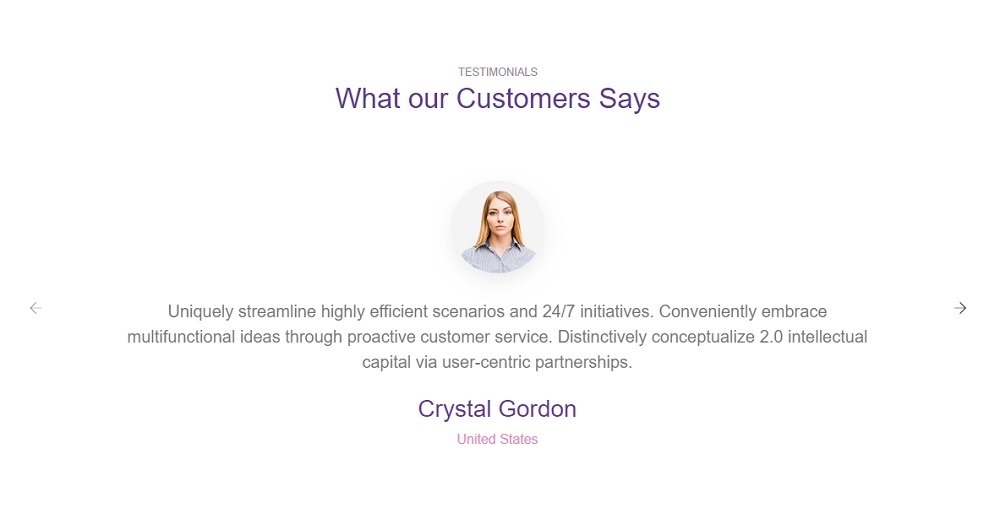 TESTIMONIALS
What our Customers Says
Uniquely streamline highly efficient scenarios and 24/7 initiatives. Conveniently embrace
multifunctional ideas through proactive customer service. Distinctively conceptualize 2.0 intellectual
capital via user-centric partnerships.
Crystal Gordon
United States